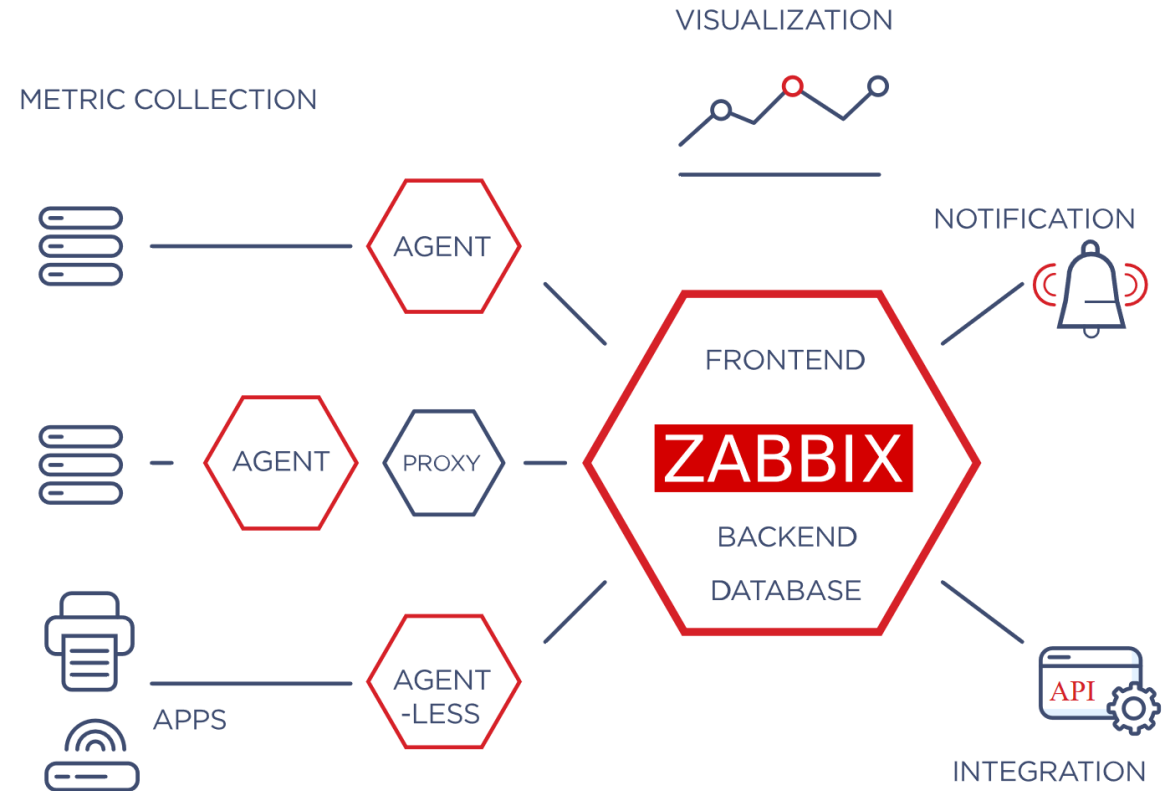 VISUALIZATION
METRIC COLLECTION
NOTIFICATION
AGENT
FRONTEND
ZABBIX
AGENT
PROXY
BACKEND
DATABASE
AGENT
-LESS
APPS
API
INTEGRATION